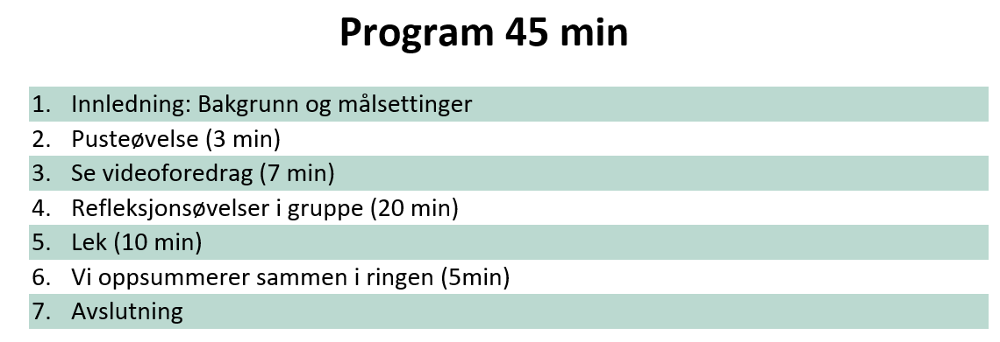 Program 45 min
1. Innledning: Bakgrunn og målsettinger
2. Pusteøvelse (3 min)
3. Se videoforedrag (7 min)
4. Refleksjonsøvelser i gruppe (20 min)
5. Lek (10 min)
6. Vi oppsummerer sammen i ringen (5min)
7. Avslutning